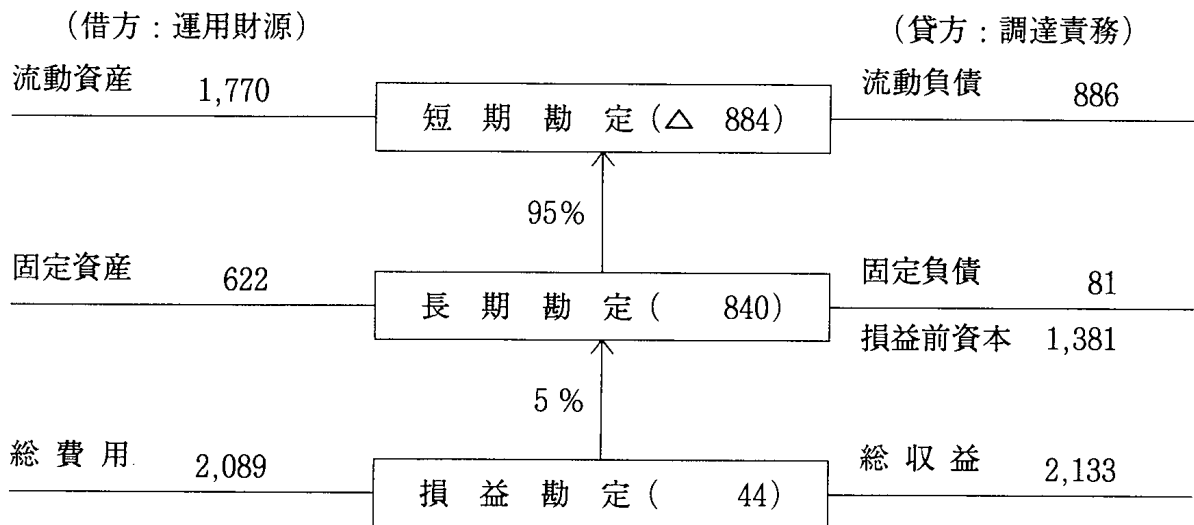 （借方：運用財源）
（貸方：調達責務）
流動資産 1,770
短期勘定（△ 884）
流動負債 886
95%
固定資産 622
長期勘定（ 840）
固定負債 81
損益前資本 1,381
5%
総費用 2,089
損益勘定（ 44）
総収益 2,133